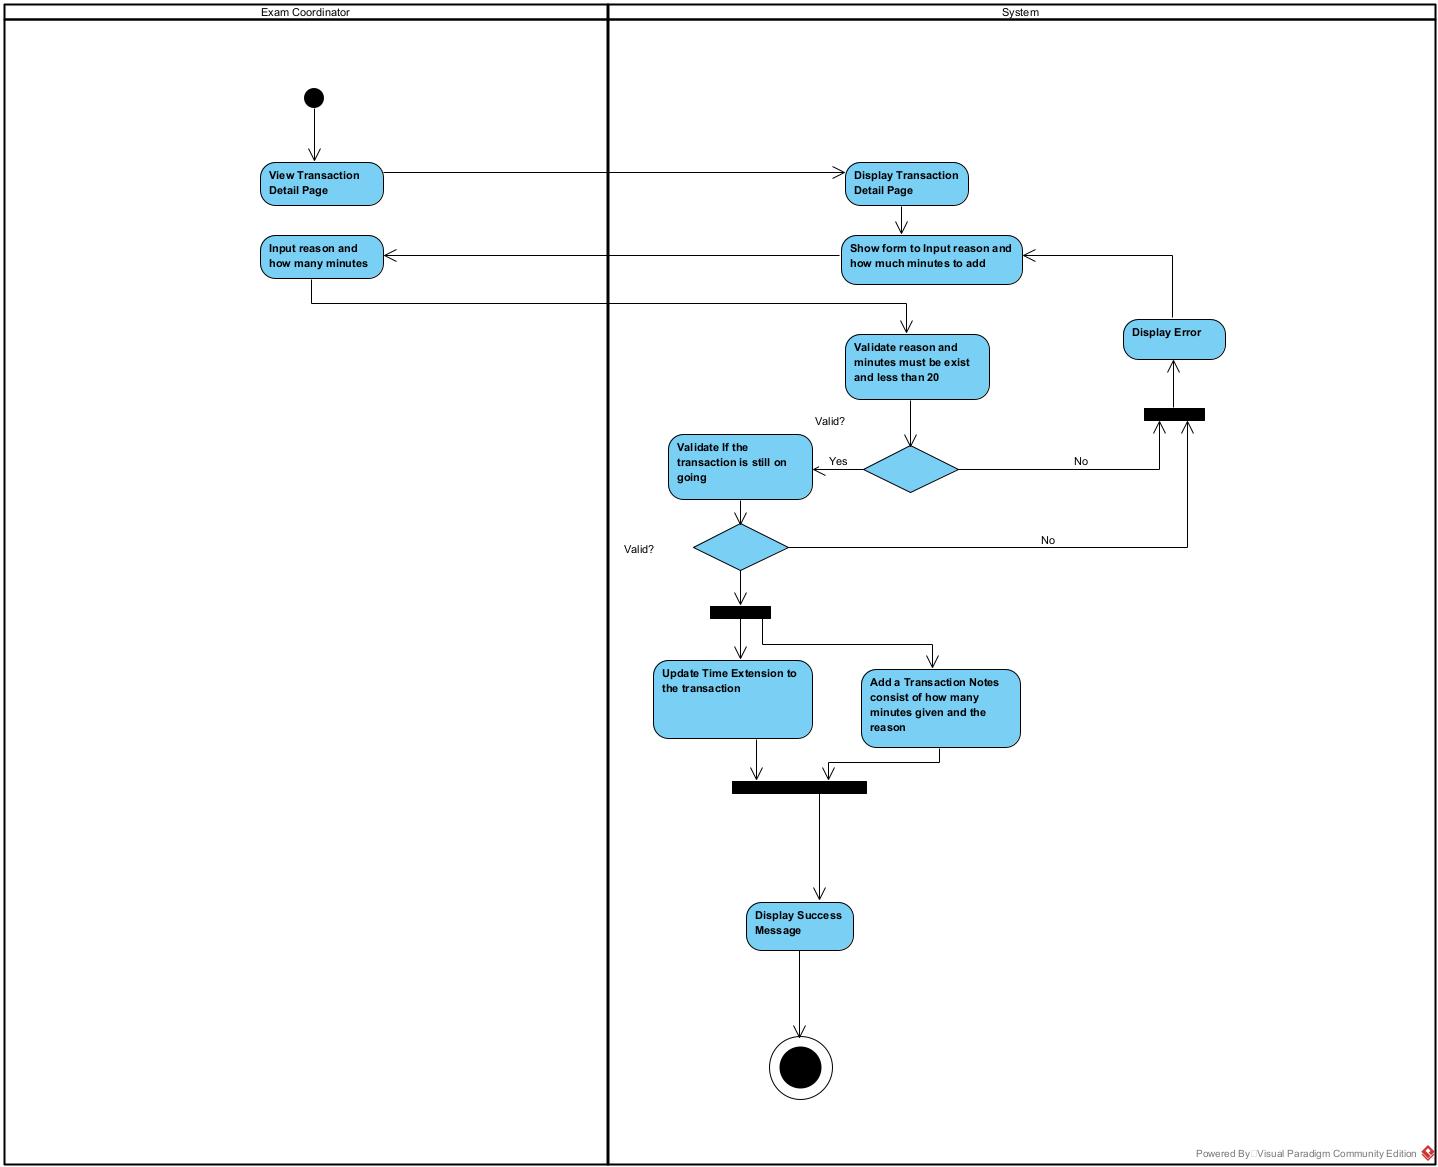 Exam Coordinator
System
View Transaction
Detail Page
Display Transaction
Detail Page
Input reason and
how many minutes
Show form to Input reason and
how much minutes to add
Display Error
Validate reason and
minutes must be exist
and less than 20
Valid?
Validate If the
transaction is still on
going
Yes
No
Valid?
No
Update Time Extension to
the transaction
Add a Transaction Notes
consist of how many
minutes given and the
reason
Display Success
Message
Powered By Visual Paradigm Community Edition